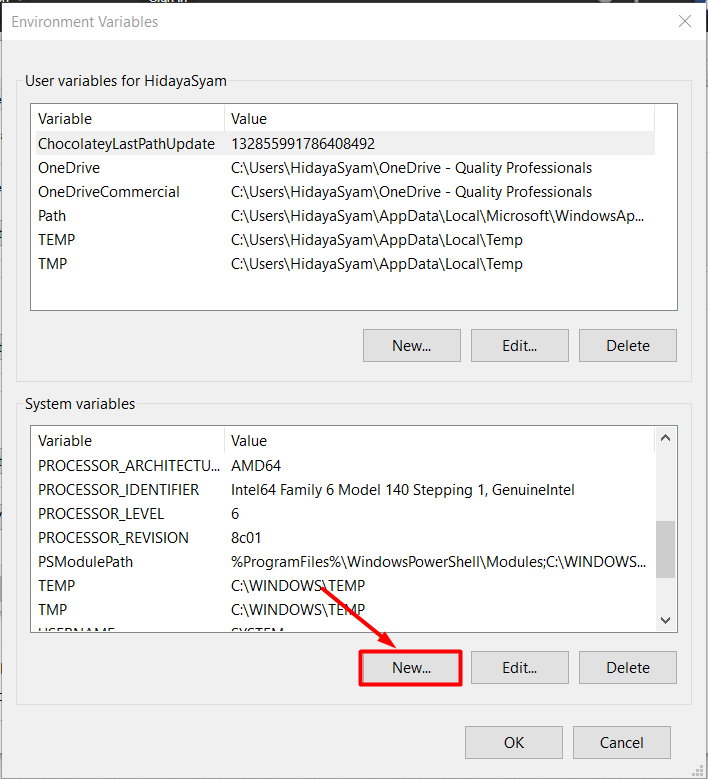 Environment Variables
User variables for HidayaSyam
Variable Value
ChocolateyLastPathUpdate 132855991786408492
OneDrive C:\Users\HidayaSyam\OneDrive - Quality Professionals
OneDriveCommercial C:\Users\HidayaSyam\OneDrive - Quality Professionals
Path C:\Users\HidayaSyam\AppData\Local\Microsoft\WindowsAp...
TEMP C:\Users\HidayaSyam\AppData\Local\Temp
TMP C:\Users\HidayaSyam\AppData\Local\Temp
New... Edit... Delete
System variables
Variable Value
PROCESSOR_ARCHITECTU... AMD64
PROCESSOR_IDENTIFIER Intel64 Family 6 Model 140 Stepping 1, GenuineIntel
PROCESSOR_LEVEL 6
PROCESSOR_REVISION 8c01
PSModulePath %ProgramFiles%\WindowsPowerShell\Modules;C:\WINDOWS...
TEMP C:\WINDOWS\TEMP
TMP C:\WINDOWS\TEMP
USERNAME SYSTEM
New... Edit... Delete
OK Cancel